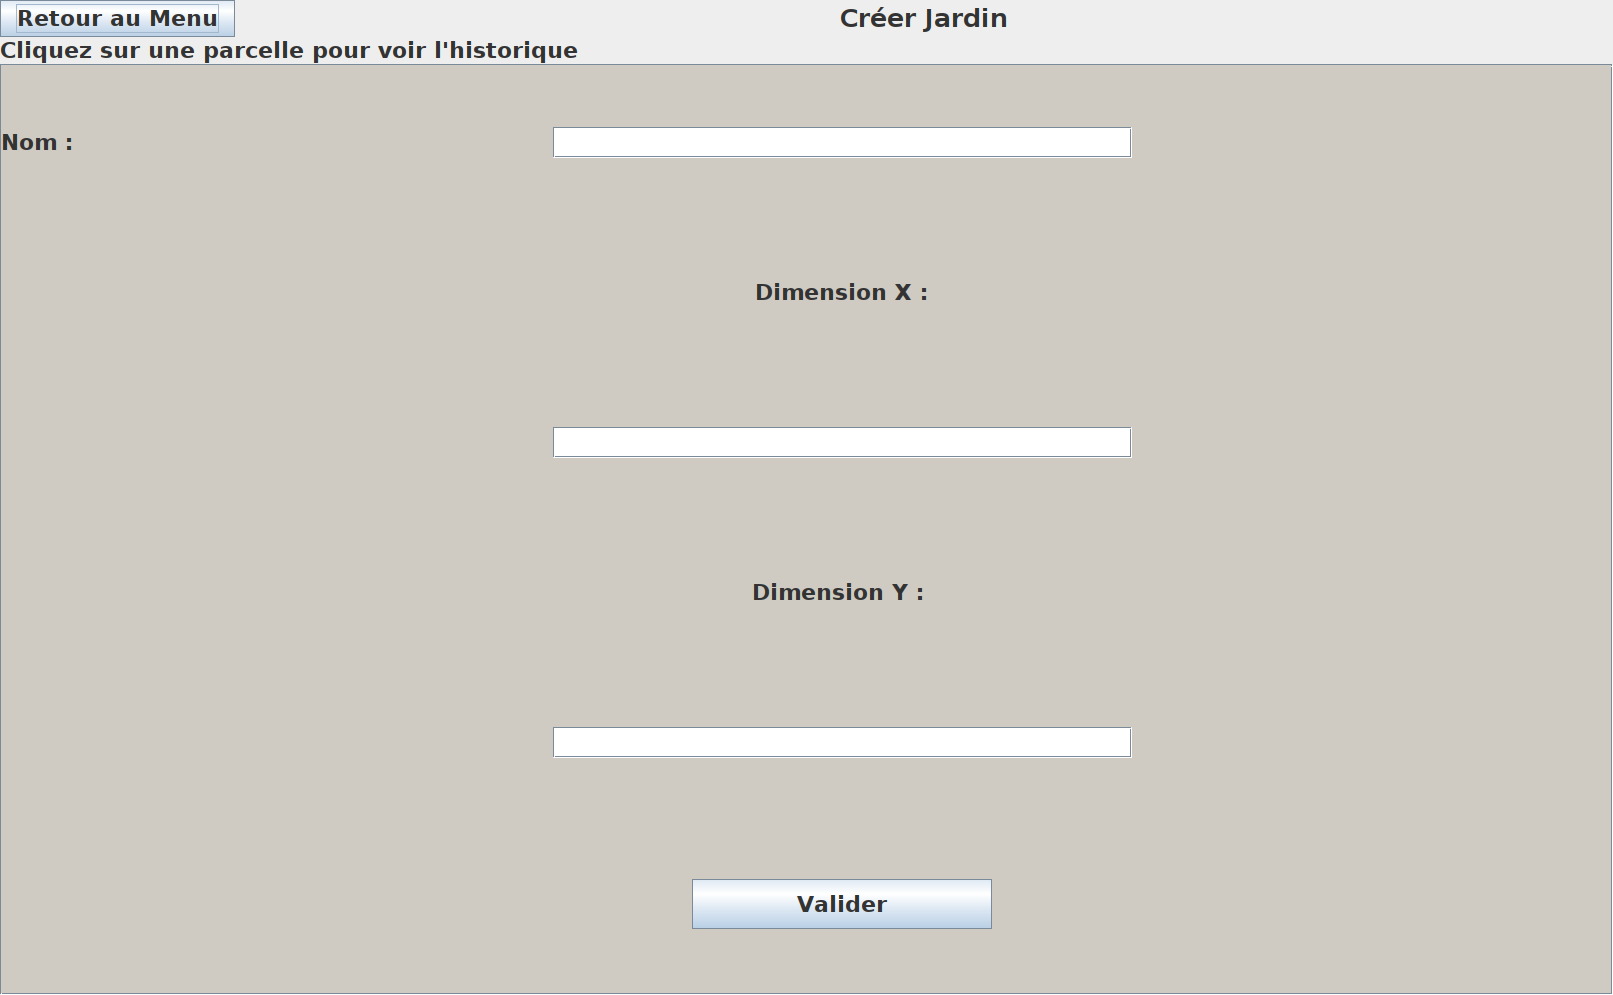 Retour au Menu
Créer Jardin
Cliquez sur une parcelle pour voir l'historique
Nom :
Dimension X :
Dimension Y :
Valider